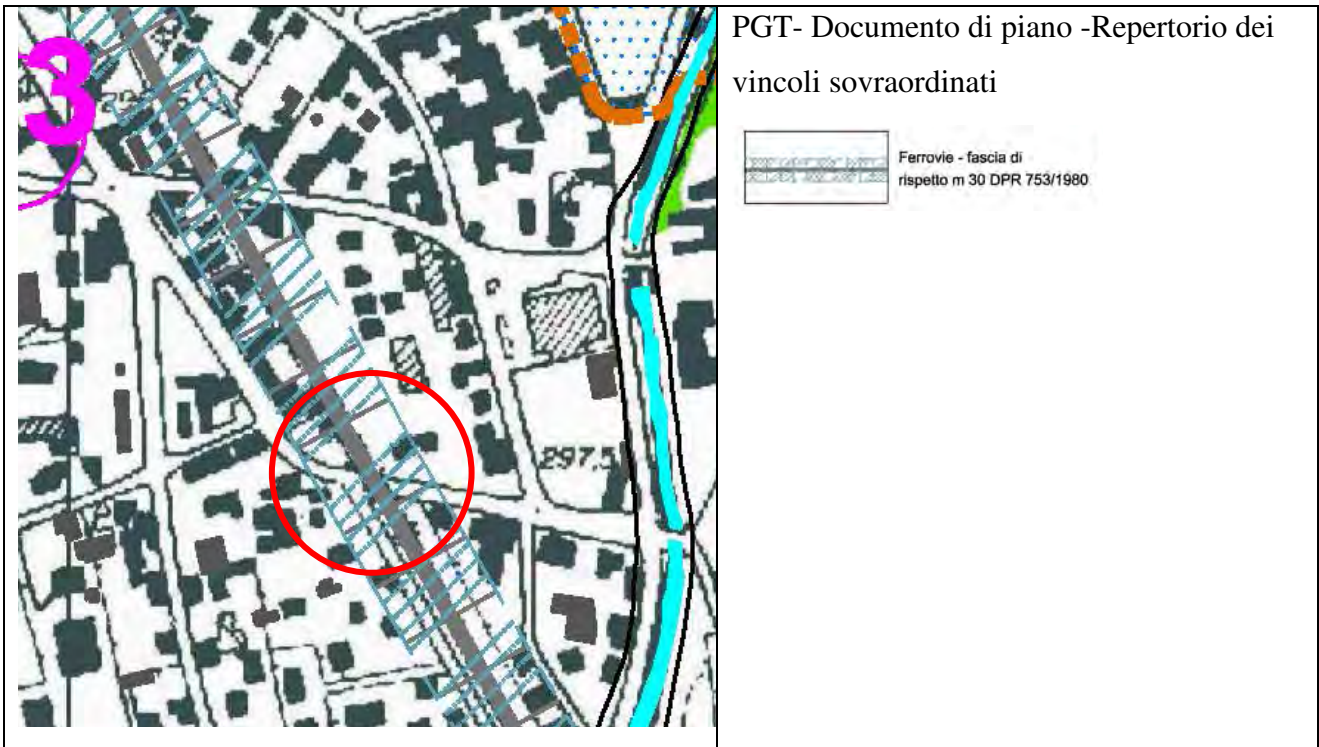 PGT- Documento di piano -Repertorio dei
vincoli sovraordinati
Ferrovie - fascia di
rispetto m 30 DPR 753/1980
3
297,5